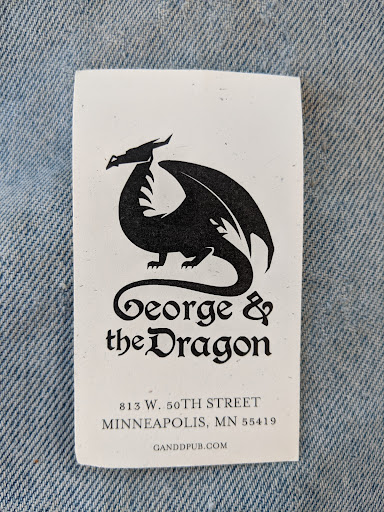 George &
the Dragon
813 W. 50TH STREET
MINNEAPOLIS, MN 55419
GANDDPUB.COM